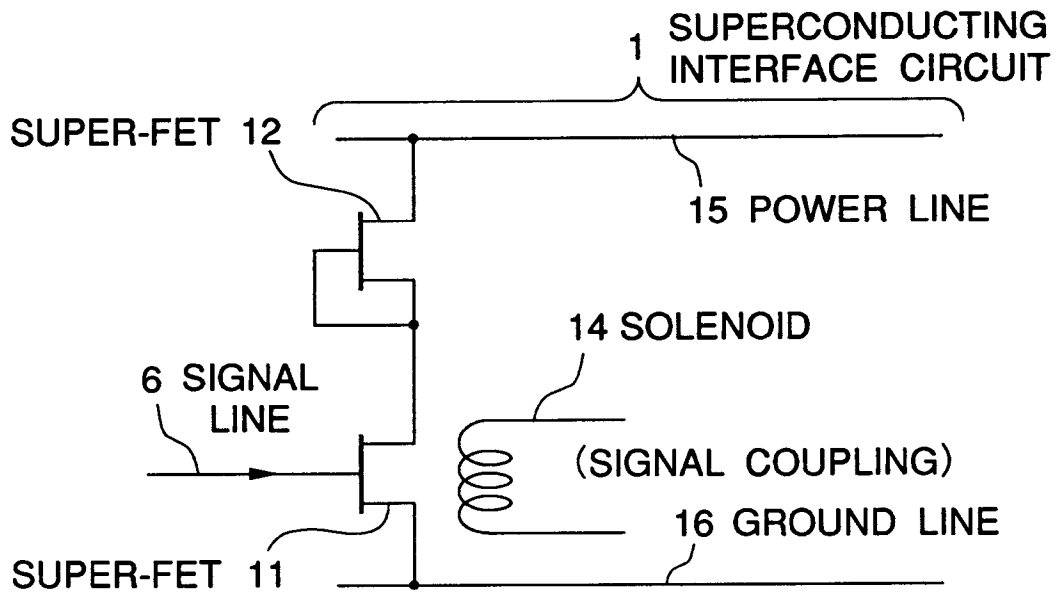 1 SUPERCONDUCTING
INTERFACE CIRCUIT
SUPER-FET 12
15 POWER LINE
14 SOLENOID
6 SIGNAL
LINE
(SIGNAL COUPLING)
16 GROUND LINE
SUPER-FET 11